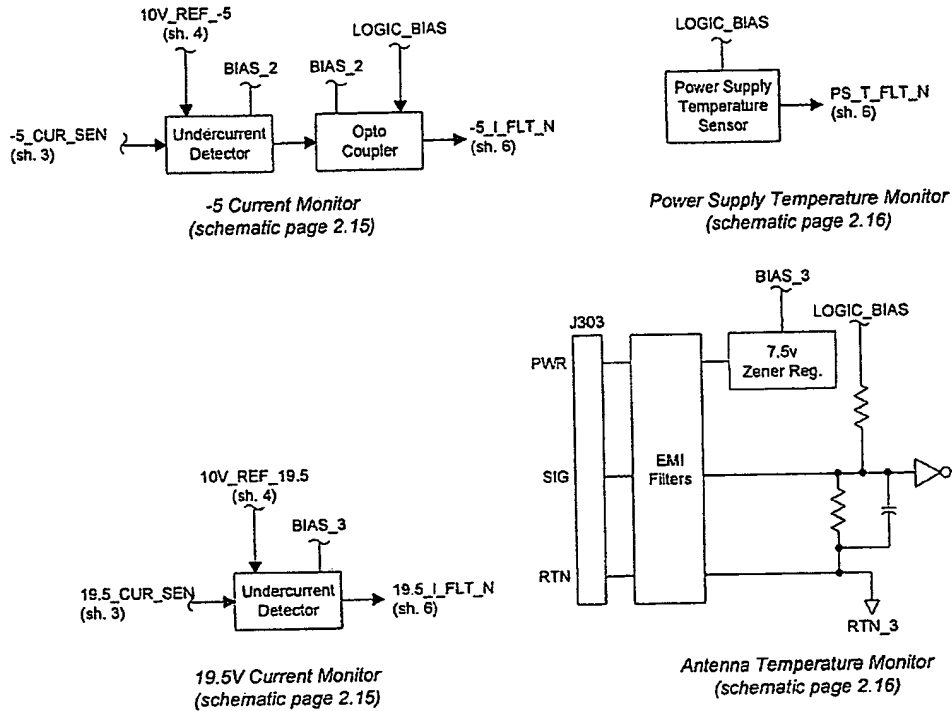 10V_REF_-5
(sh. 4)
LOGIC_BIAS
BIAS_2
BIAS_2
-5_CUR_SEN
(sh. 3)
Undercurrent
Detector
Opto
Coupler
-5_I_FLT_N
(sh. 6)
-5 Current Monitor
(schematic page 2.15)
LOGIC_BIAS
Power Supply
Temperature
Sensor
PS_T_FLT_N
(sh. 6)
Power Supply Temperature Monitor
(schematic page 2.16)
10V_REF_19.5
(sh. 4)
BIAS_3
19.5_CUR_SEN
(sh. 3)
Undercurrent
Detector
19.5_I_FLT_N
(sh. 6)
19.5V Current Monitor
(schematic page 2.15)
BIAS_3
LOGIC_BIAS
J303
PWR
7.5v
Zener Reg.
SIG
EMI
Filters
RTN
RTN_3
Antenna Temperature Monitor
(schematic page 2.16)